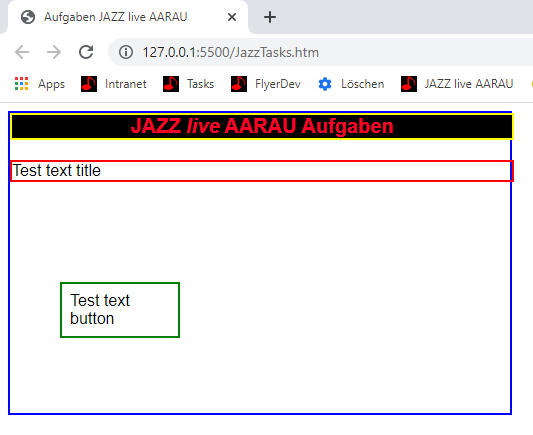 Aufgaben JAZZ live AARAU
127.0.0.1:5500/JazzTasks.htm
Apps Intranet Tasks FlyerDev Löschen JAZZ live AARAU
JAZZ live AARAU Aufgaben
Test text title
Test text
button